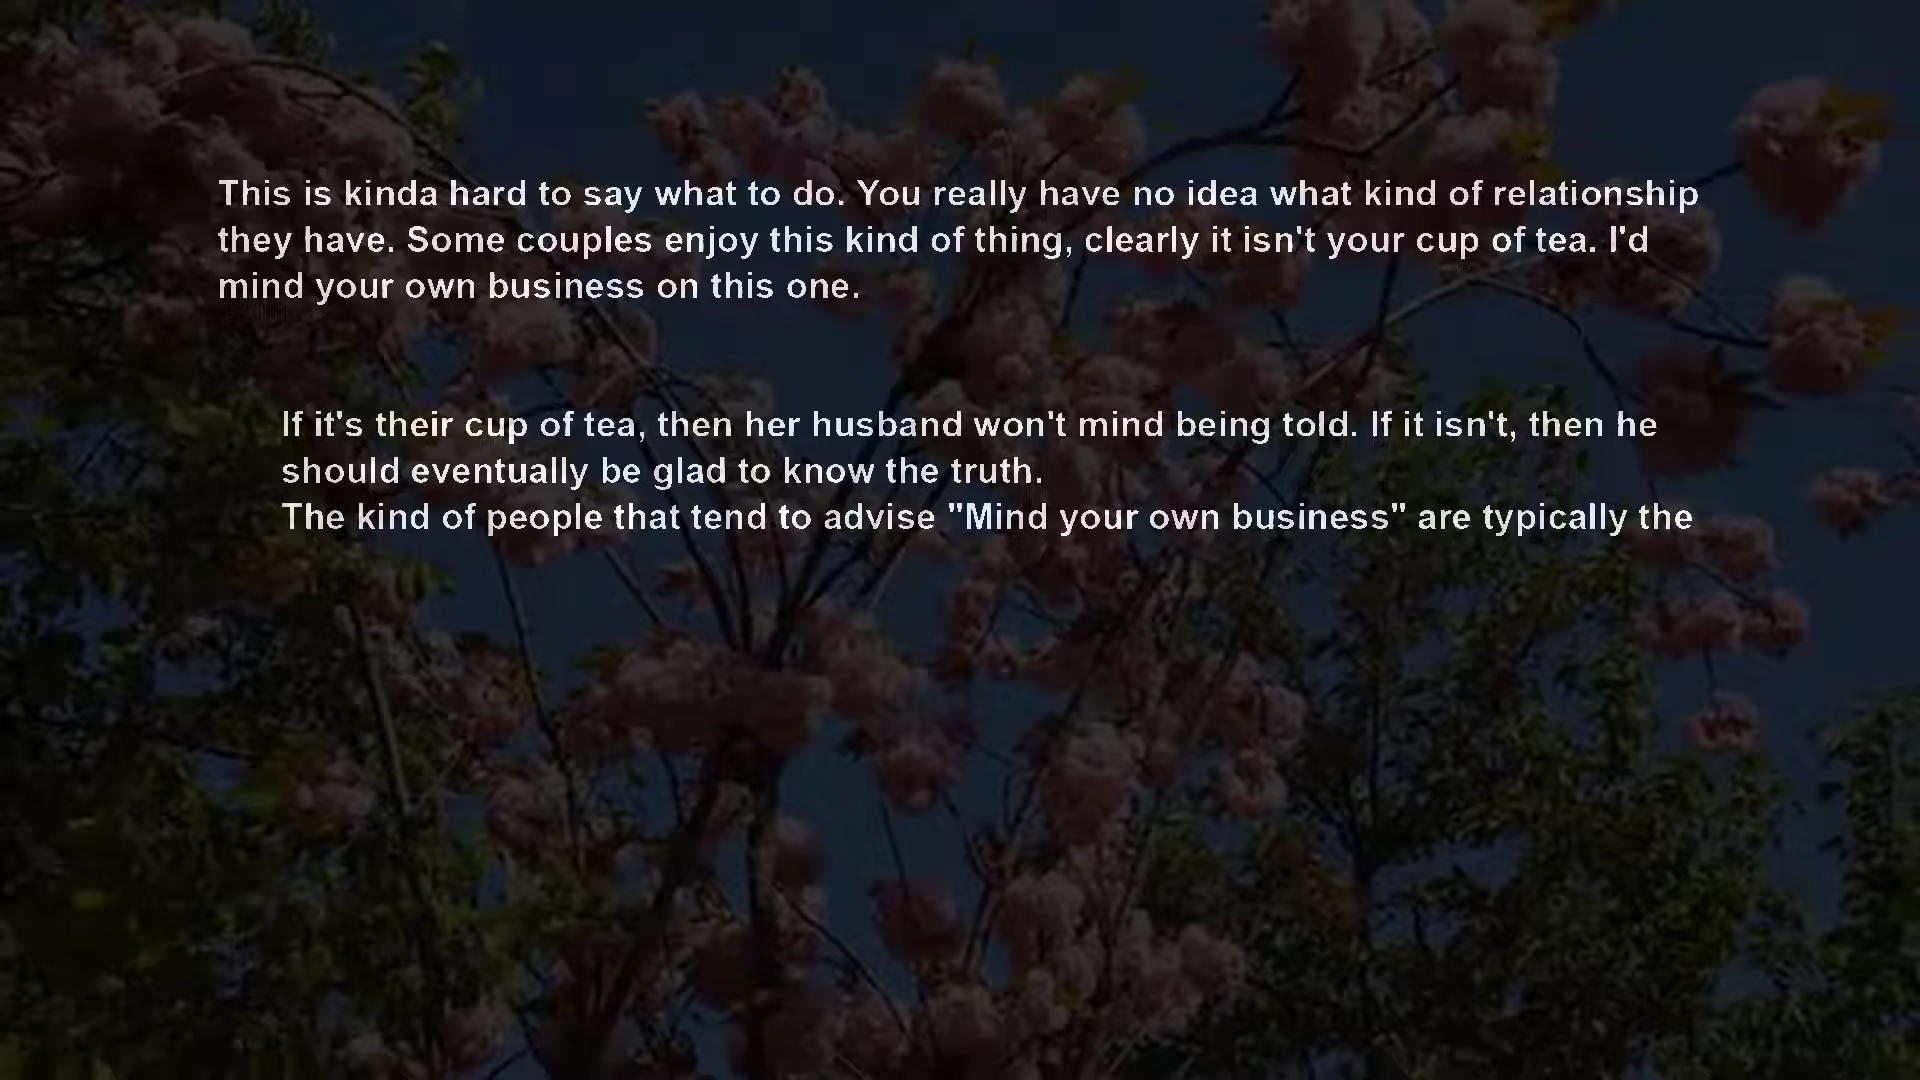 This is kinda hard to say what to do. You really have no idea what kind of relationship
they have. Some couples enjoy this kind of thing, clearly it isn't your cup of tea. I'd
mind your own business on this one.
If it's their cup of tea, then her husband won't mind being told. If it isn't, then he
should eventually be glad to know the truth.
The kind of people that tend to advise "Mind your own business" are typically the